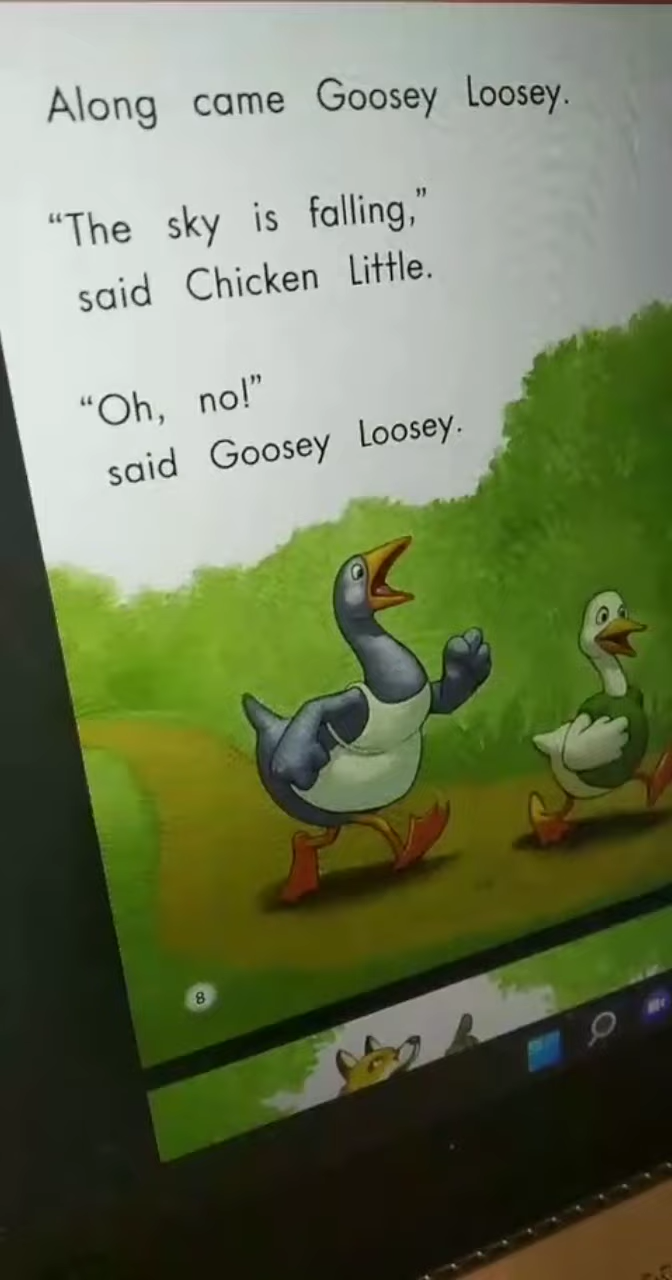 Along came Goosey Loosey.
“The sky is falling,”
said Chicken Little.
“Oh, no!”
said Goosey Loosey.
8